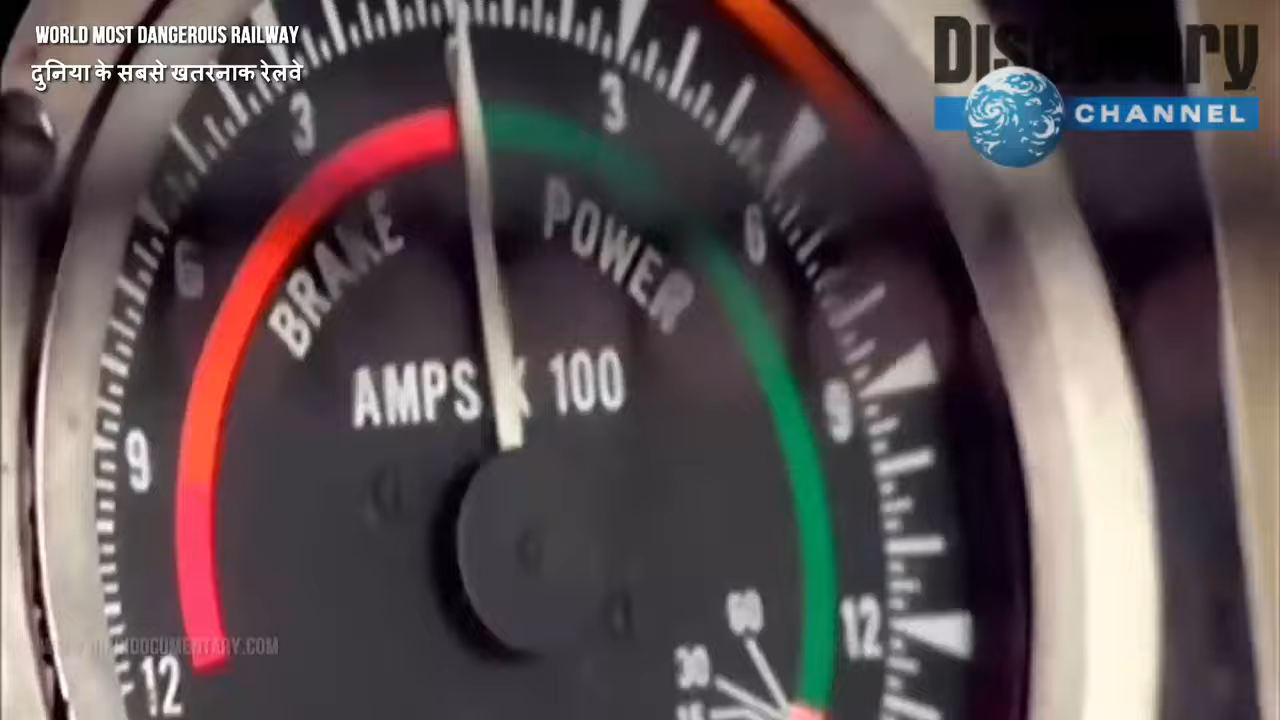 WORLD MOST DANGEROUS RAILWAY
दुनिया के सबसे खतरनाक रेलवे
Discovery
CHANNEL
3
3
6
6
BRAKE
POWER
AMPS X 100
9
9
12
12
60
30